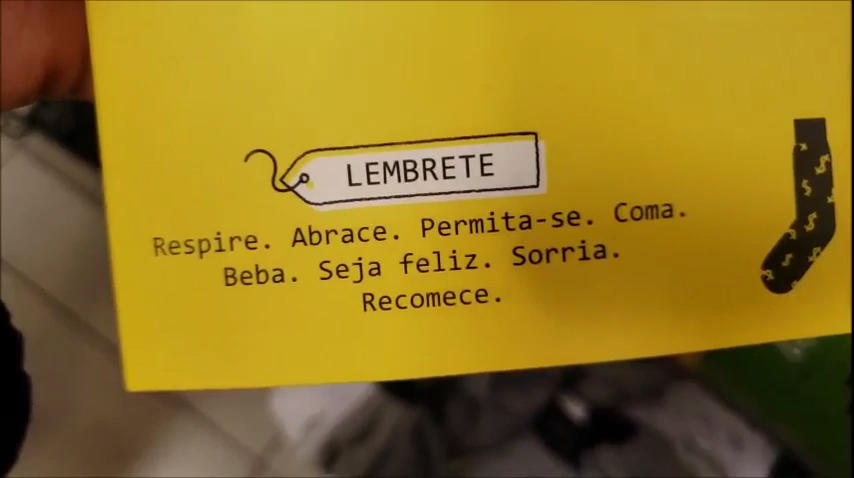 LEMBRETE
Respire. Abrace. Permita-se. Coma.
Beba. Seja feliz. Sorria.
Recomece.